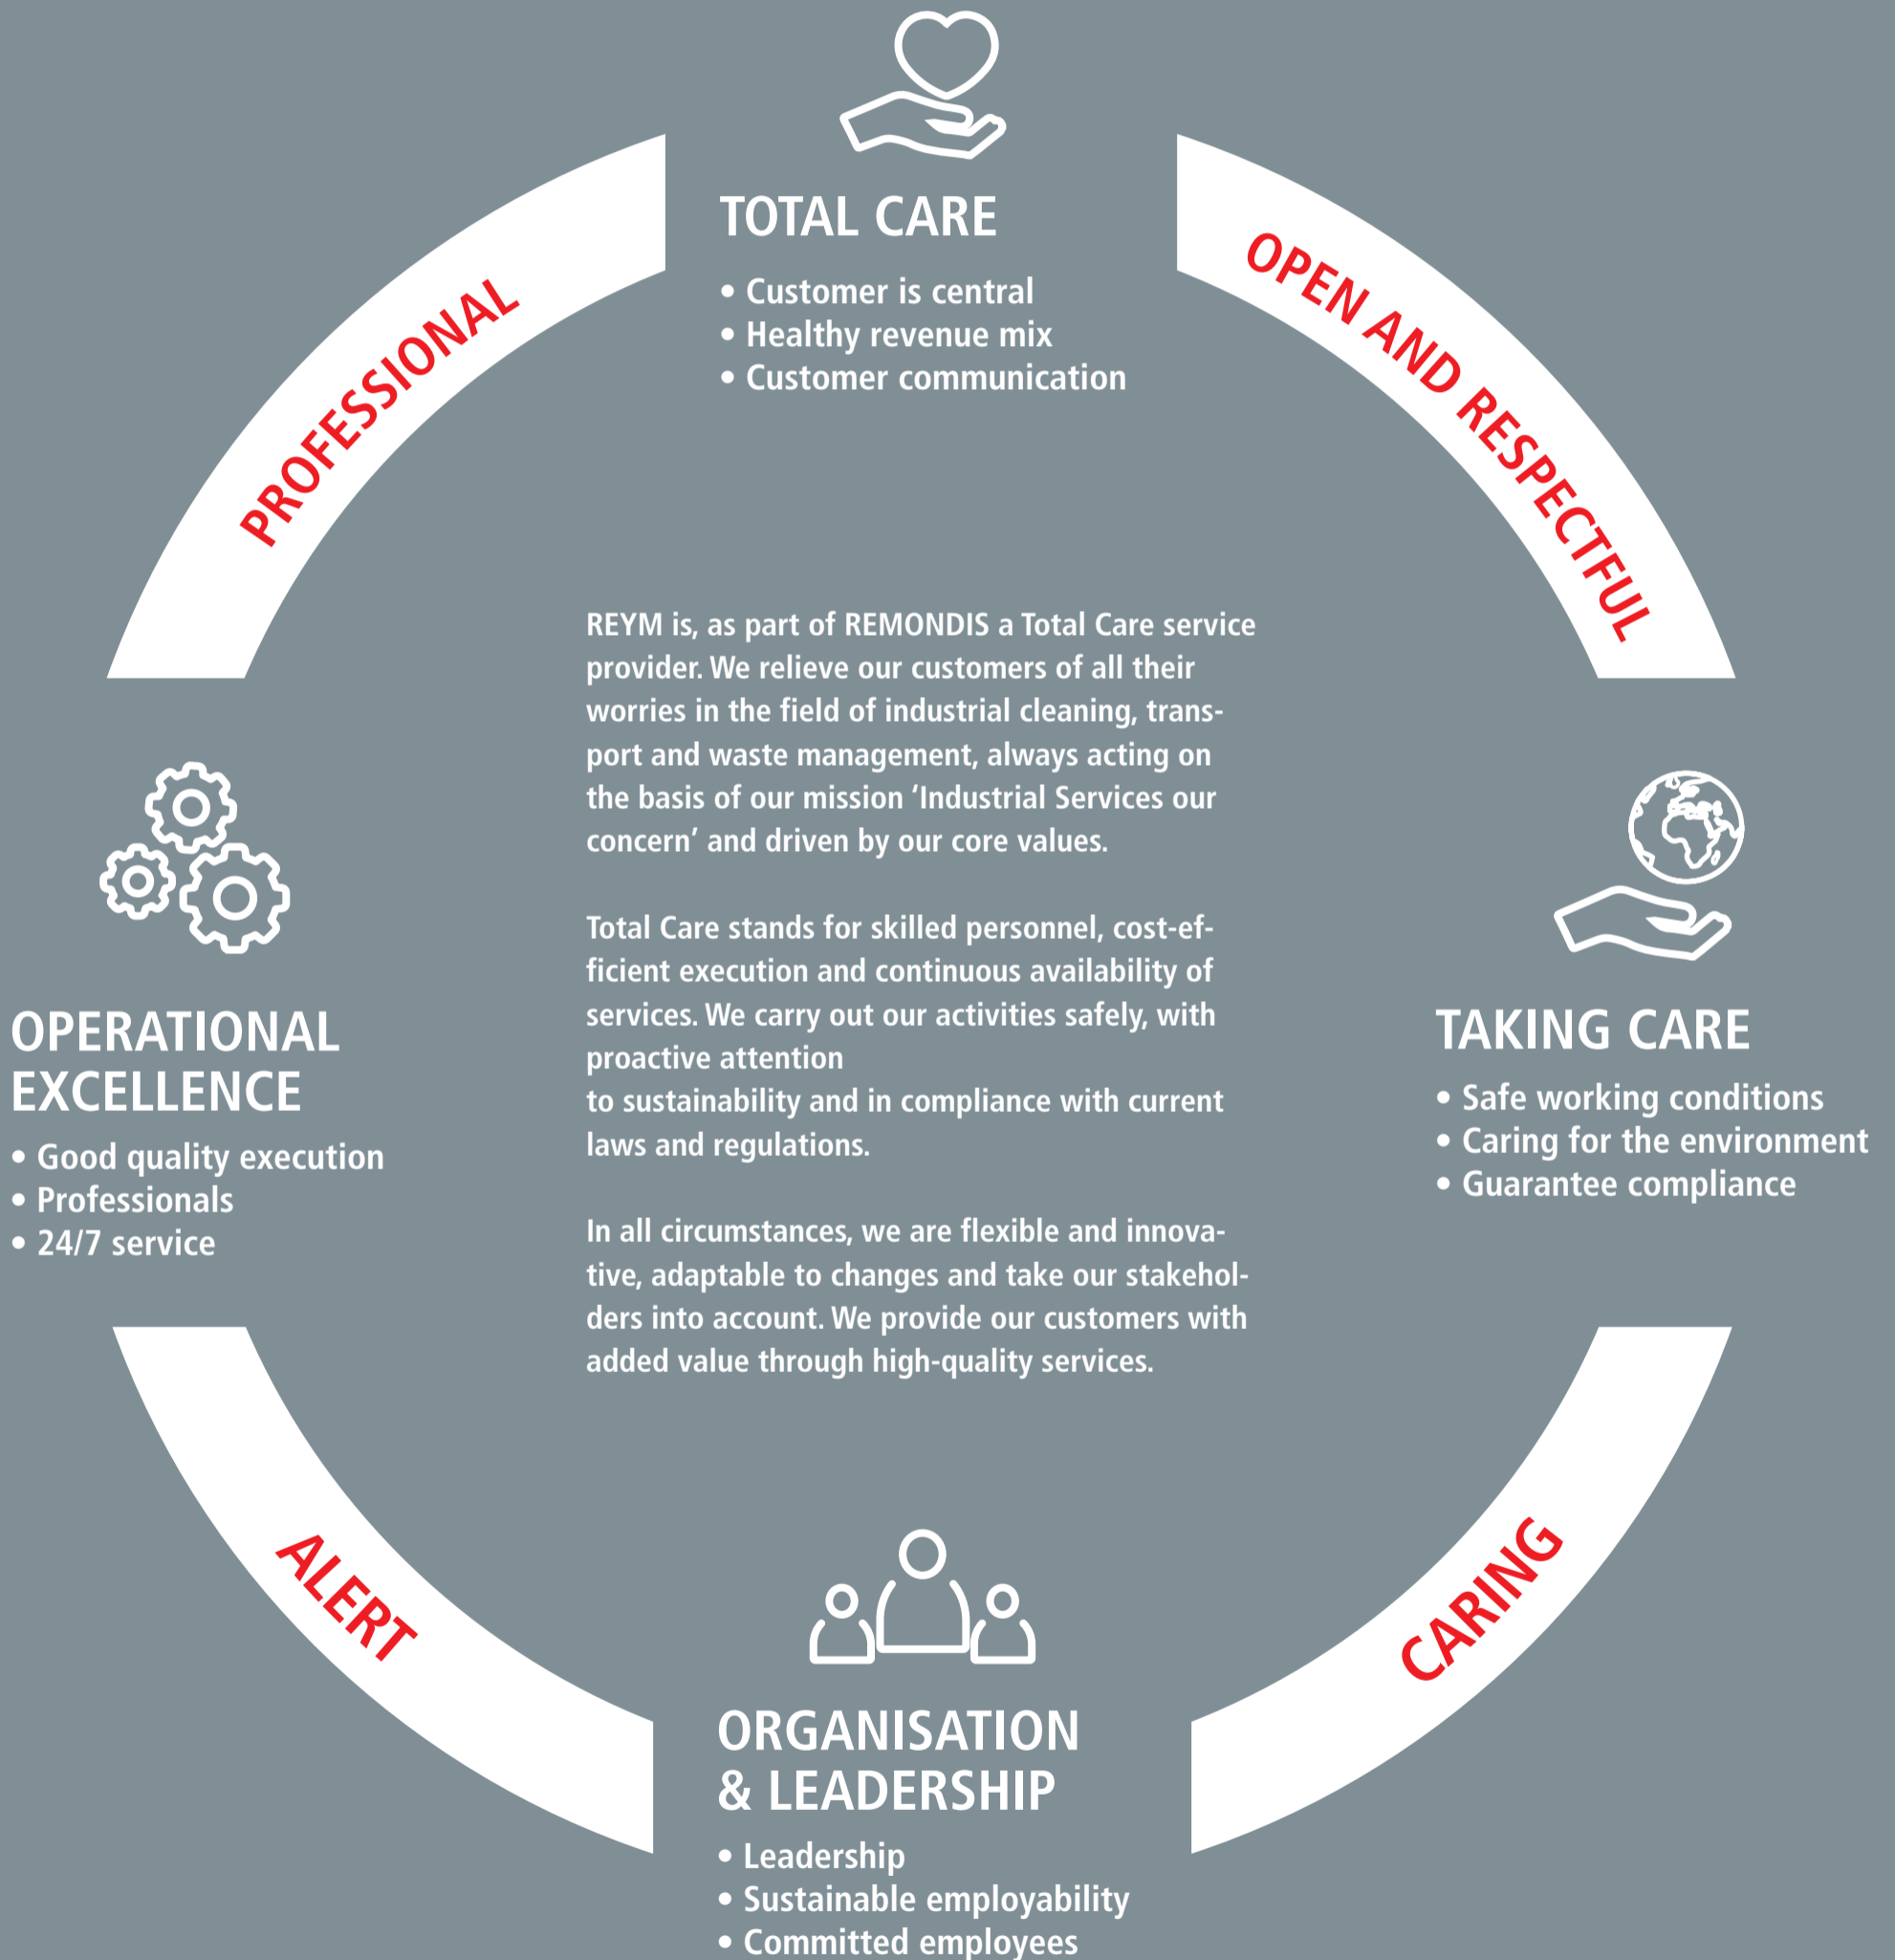 TOTAL CARE
• Customer is central
• Healthy revenue mix
• Customer communication
PROFESSIONAL
OPEN AND RESPECTFUL
REYM is, as part of REMONDIS a Total Care service
provider. We relieve our customers of all their
worries in the field of industrial cleaning, trans-
port and waste management, always acting on
the basis of our mission ‘Industrial Services our
concern’ and driven by our core values.
Total Care stands for skilled personnel, cost-ef-
ficient execution and continuous availability of
services. We carry out our activities safely, with
proactive attention
to sustainability and in compliance with current
laws and regulations.
In all circumstances, we are flexible and innova-
tive, adaptable to changes and take our stakehol-
ders into account. We provide our customers with
added value through high-quality services.
OPERATIONAL
EXCELLENCE
• Good quality execution
• Professionals
• 24/7 service
TAKING CARE
• Safe working conditions
• Caring for the environment
• Guarantee compliance
ALERT
CARING
ORGANISATION
& LEADERSHIP
• Leadership
• Sustainable employability
• Committed employees